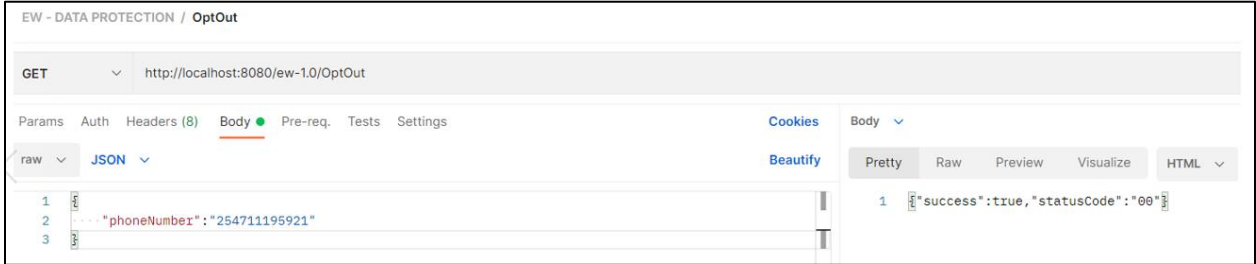 EW - DATA PROTECTION / OptOut
GET http://localhost:8080/ew-1.0/OptOut
Params Auth Headers (8) Body Pre-req. Tests Settings Cookies
raw JSON Beautify
1 {
2 ····"phoneNumber":"254711195921"
3 }
Body
Pretty Raw Preview Visualize HTML
1 {"success":true,"statusCode":"00"}